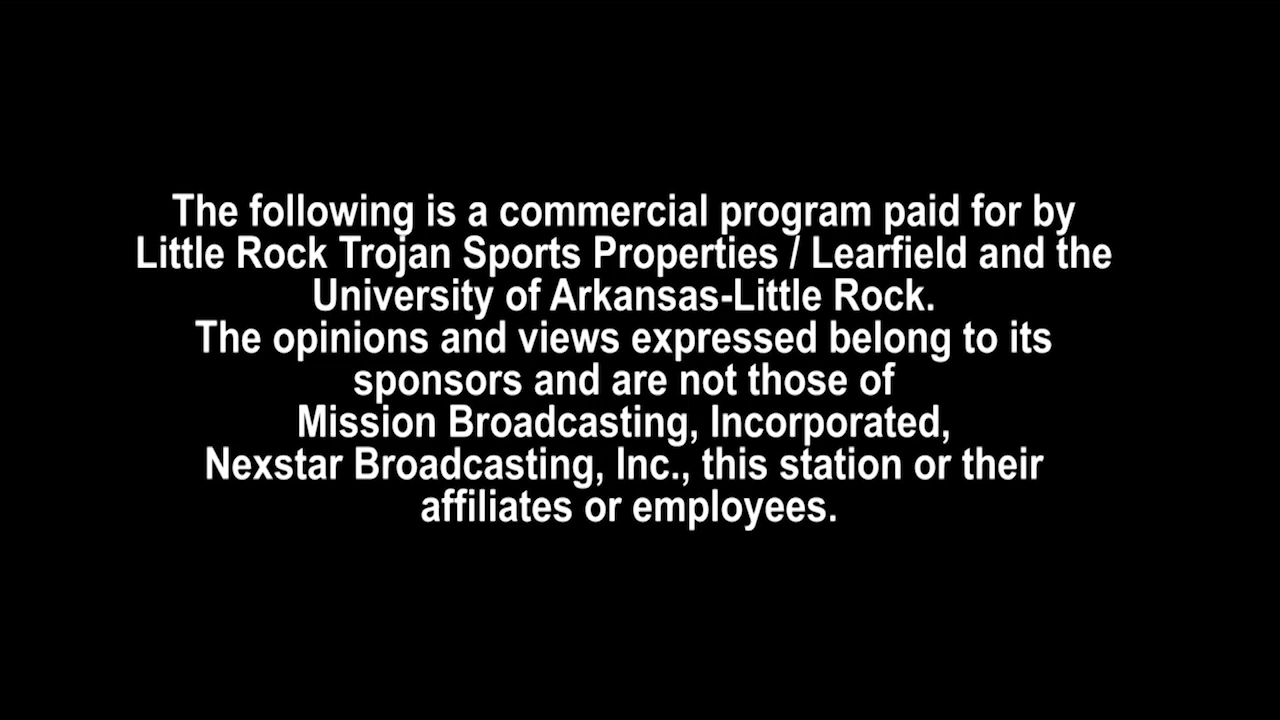 The following is a commercial program paid for by
Little Rock Trojan Sports Properties / Learfield and the
University of Arkansas-Little Rock.
The opinions and views expressed belong to its
sponsors and are not those of
Mission Broadcasting, Incorporated,
Nexstar Broadcasting, Inc., this station or their
affiliates or employees.